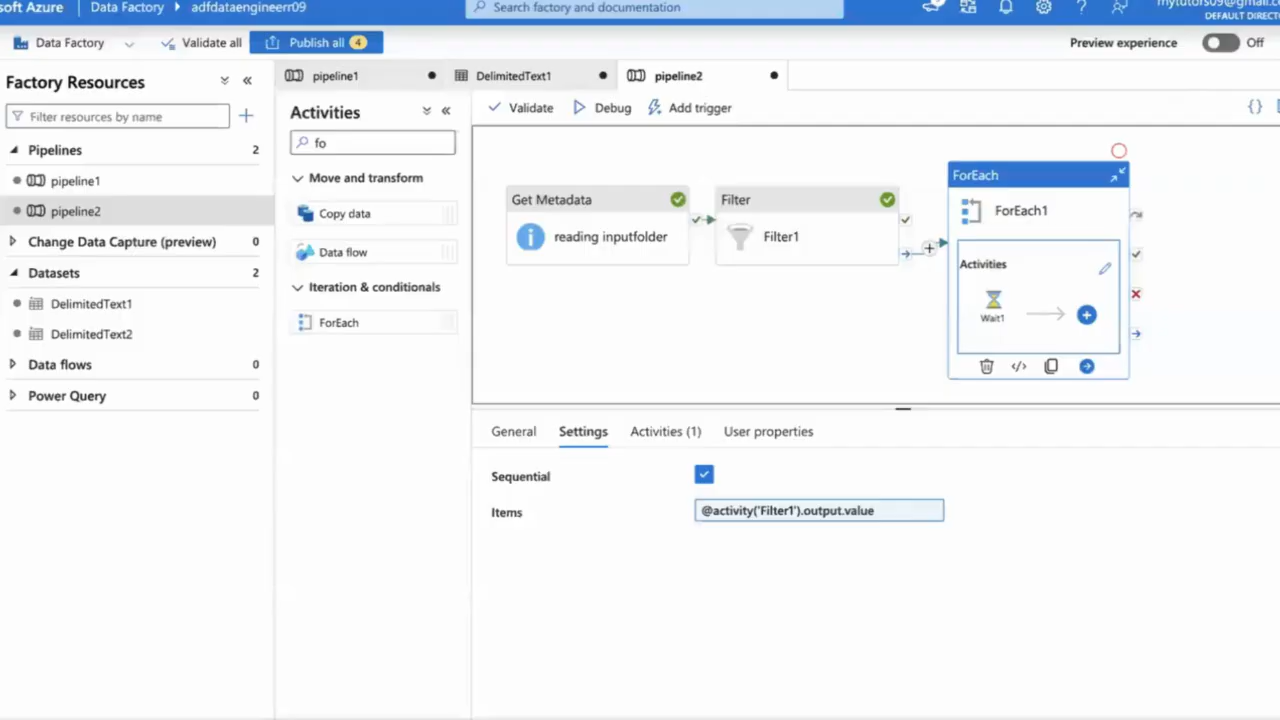 soft Azure
Data Factory
adfdataengineerr09
Search factory and documentation
mytutors09@gmail.c
DEFAULT DIRECT
Data Factory
Validate all
Publish all 4
Preview experience
Off
Factory Resources
Filter resources by name
Pipelines 2
pipeline1
pipeline2
Change Data Capture (preview) 0
Datasets 2
DelimitedText1
DelimitedText2
Data flows 0
Power Query 0
pipeline1
DelimitedText1
pipeline2
Activities
fo
Move and transform
Copy data
Data flow
Iteration & conditionals
ForEach
Validate
Debug
Add trigger
{}
Get Metadata
reading inputfolder
Filter
Filter1
ForEach
ForEach1
Activities
Wait1
</>
General
Settings
Activities (1)
User properties
Sequential
Items
@activity('Filter1').output.value